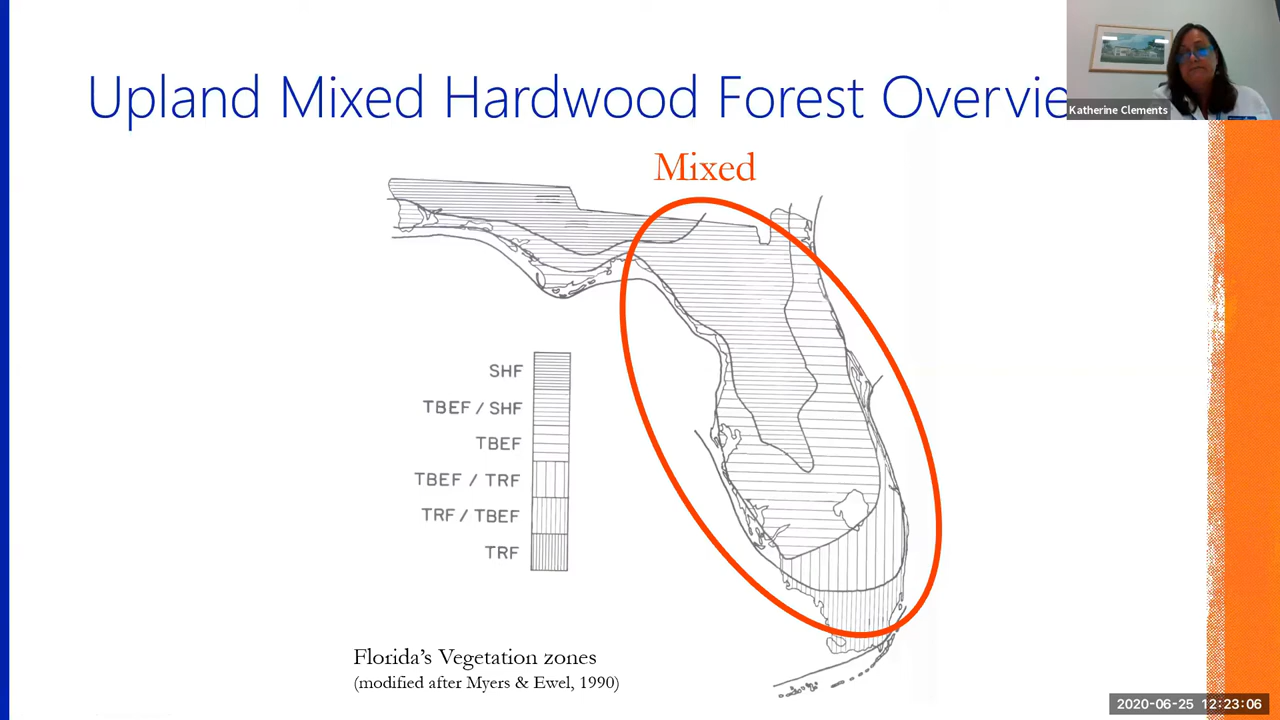 Upland Mixed Hardwood Forest Overvie
Katherine Clements
Mixed
SHF
TBEF / SHF
TBEF
TBEF / TRF
TRF / TBEF
TRF
Florida's Vegetation zones
(modified after Myers & Ewel, 1990)
2020-06-25 12:23:06